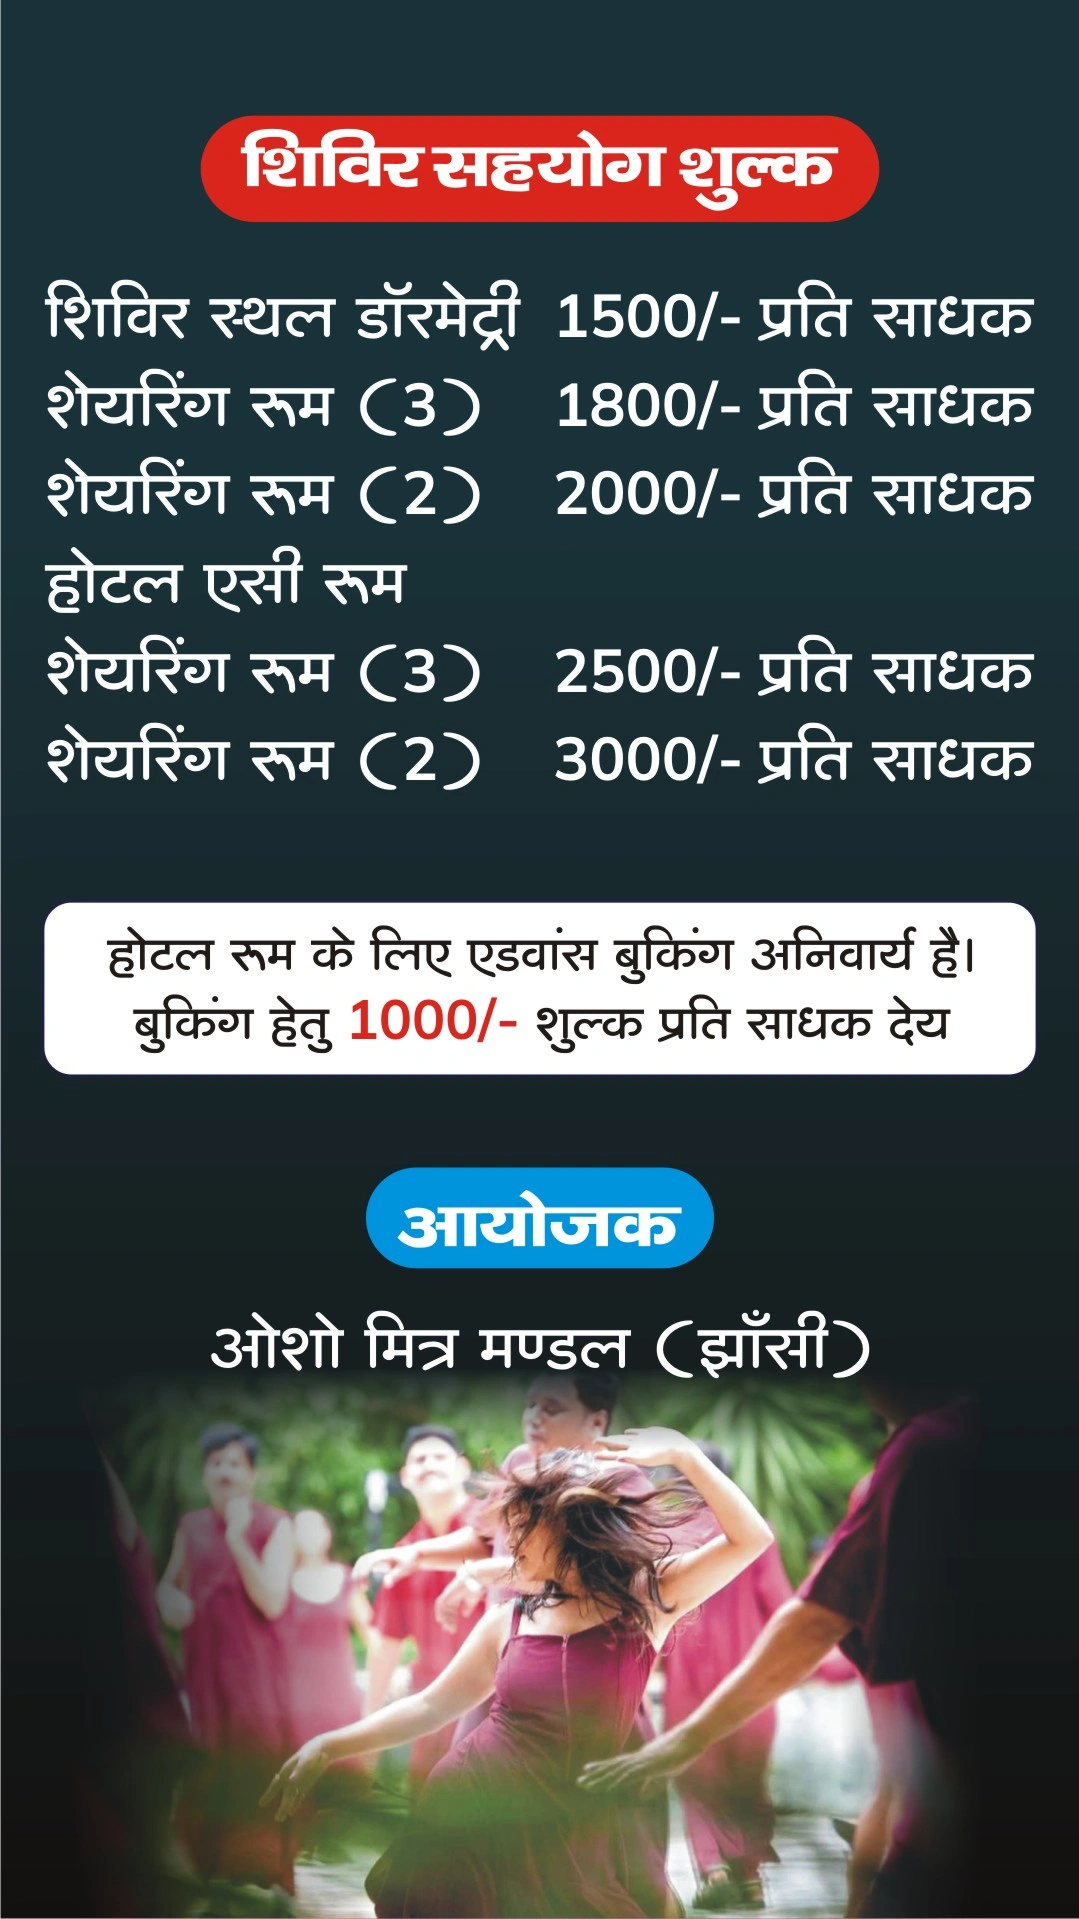 शिविर सहयोग शुल्क
शिविर स्थल डॉरमेट्री 1500/- प्रति साधक
शेयरिंग रूम (3) 1800/- प्रति साधक
शेयरिंग रूम (2) 2000/- प्रति साधक
होटल एसी रूम
शेयरिंग रूम (3) 2500/- प्रति साधक
शेयरिंग रूम (2) 3000/- प्रति साधक
होटल रूम के लिए एडवांस बुकिंग अनिवार्य है।
बुकिंग हेतु 1000/- शुल्क प्रति साधक देय
आयोजक
ओशो मित्र मण्डल (झाँसी)